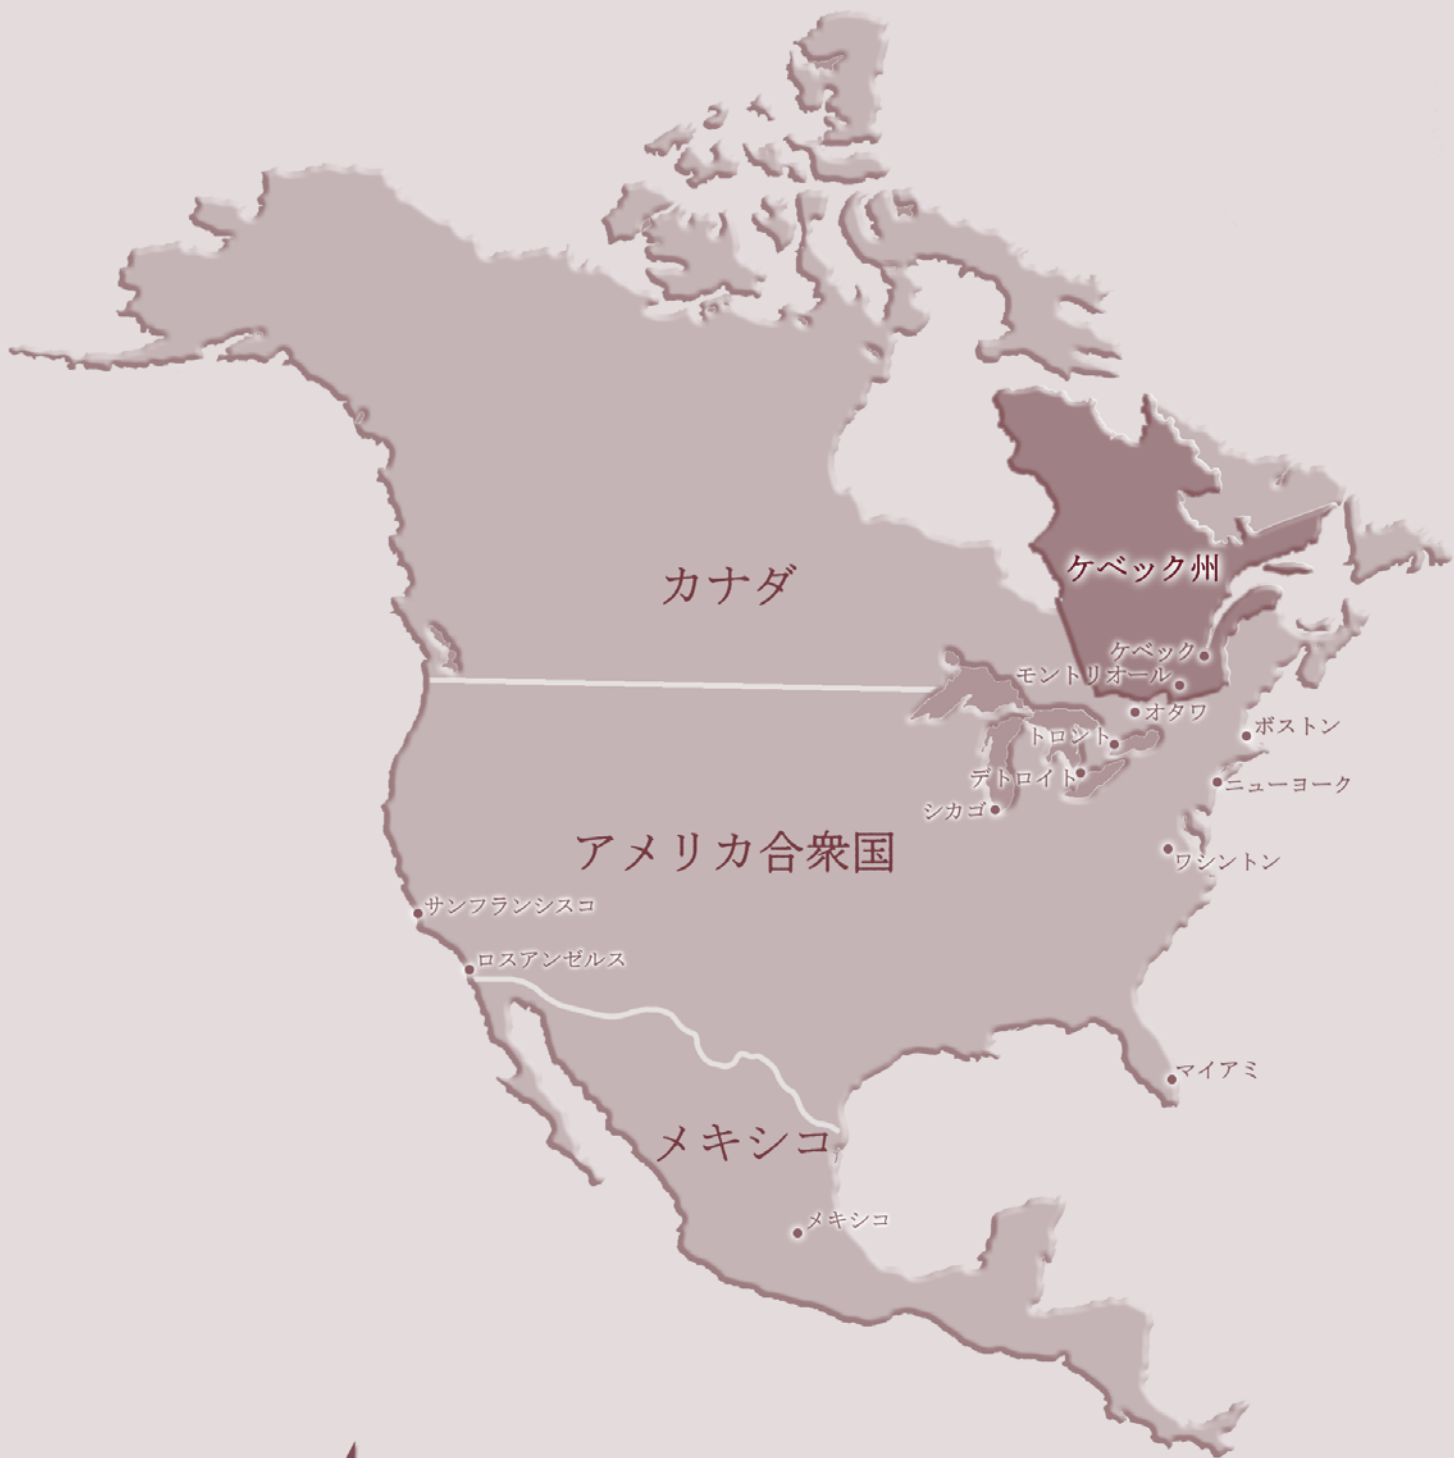 カナダ
ケベック州
ケベック
モントリオール
オタワ
ボストン
トロント
デトロイト
ニューヨーク
シカゴ
アメリカ合衆国
ワシントン
サンフランシスコ
ロスアンゼルス
マイアミ
メキシコ
メキシコ